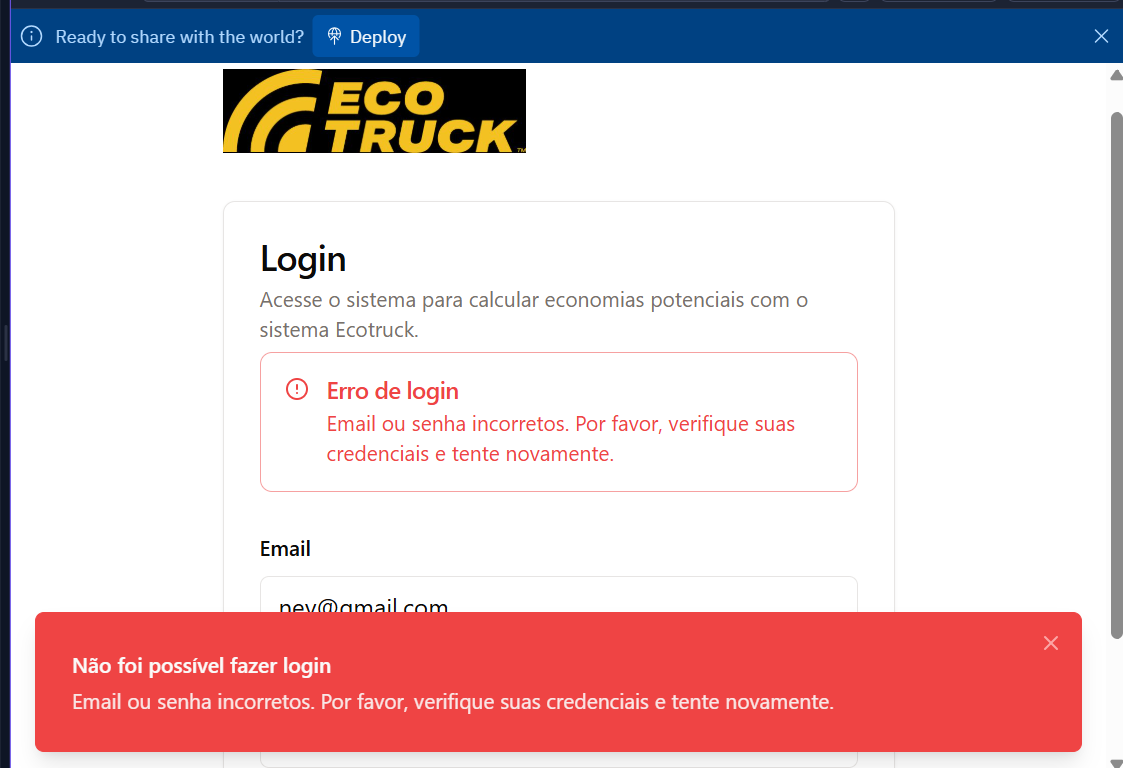 Ready to share with the world?
Deploy
ECO
TRUCK
TM
Login
Acesse o sistema para calcular economias potenciais com o
sistema Ecotruck.
Erro de login
Email ou senha incorretos. Por favor, verifique suas
credenciais e tente novamente.
Email
ney@gmail.com
Não foi possível fazer login
Email ou senha incorretos. Por favor, verifique suas credenciais e tente novamente.